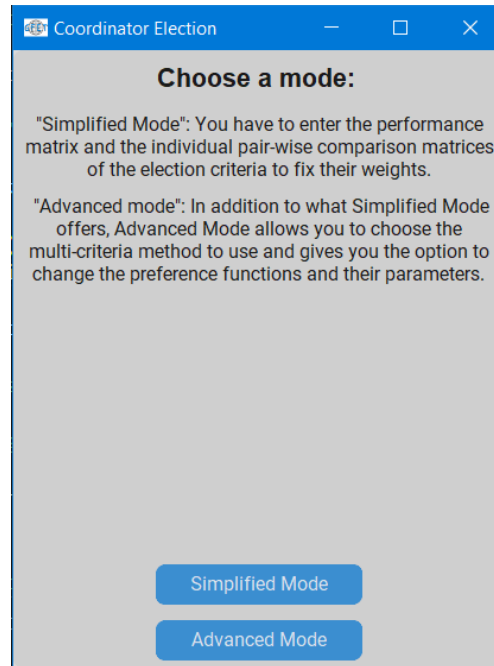 Coordinator Election
Choose a mode:
"Simplified Mode": You have to enter the performance
matrix and the individual pair-wise comparison matrices
of the election criteria to fix their weights.
"Advanced mode": In addition to what Simplified Mode
offers, Advanced Mode allows you to choose the
multi-criteria method to use and gives you the option to
change the preference functions and their parameters.
Simplified Mode
Advanced Mode